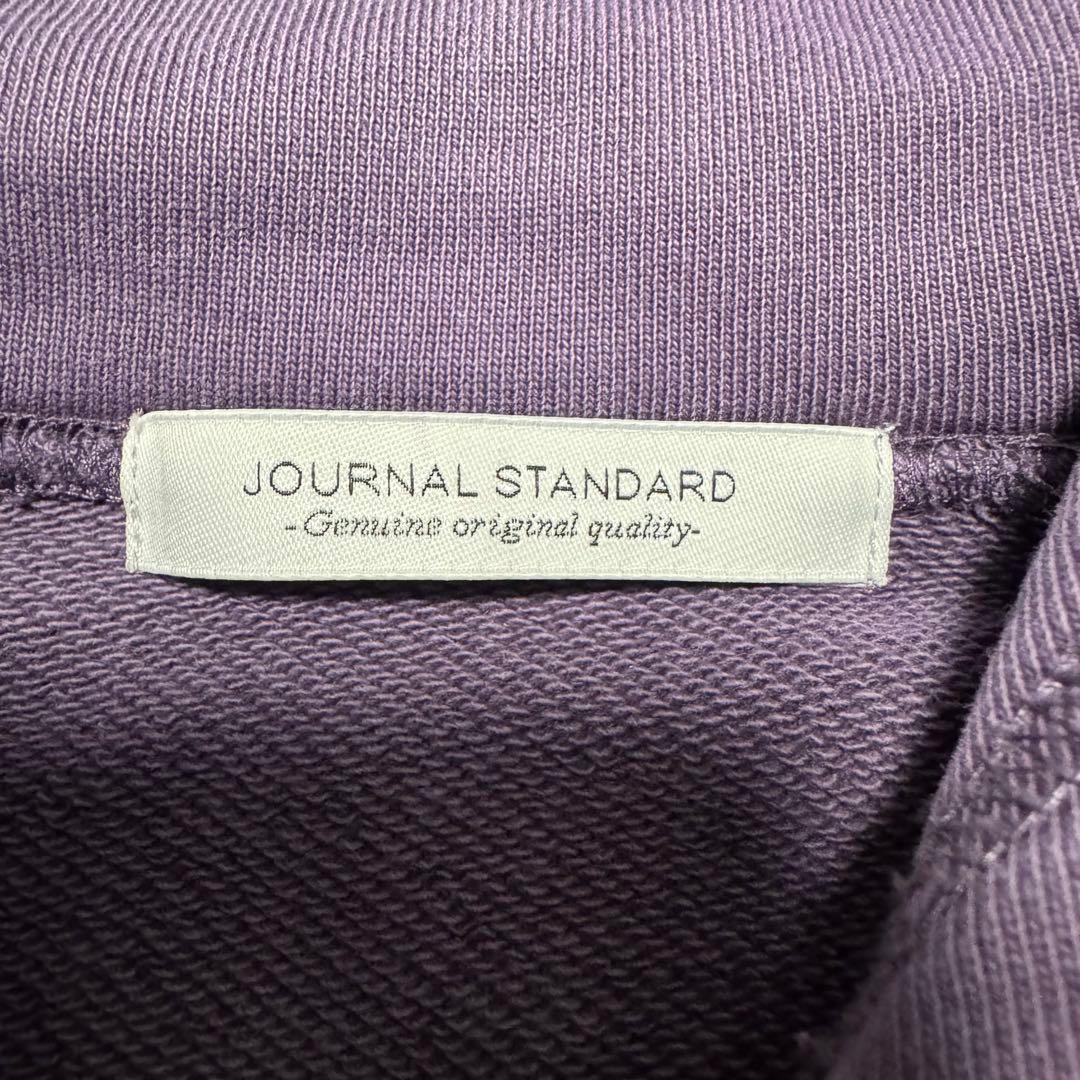 JOURNAL STANDARD
-Genuine original quality-